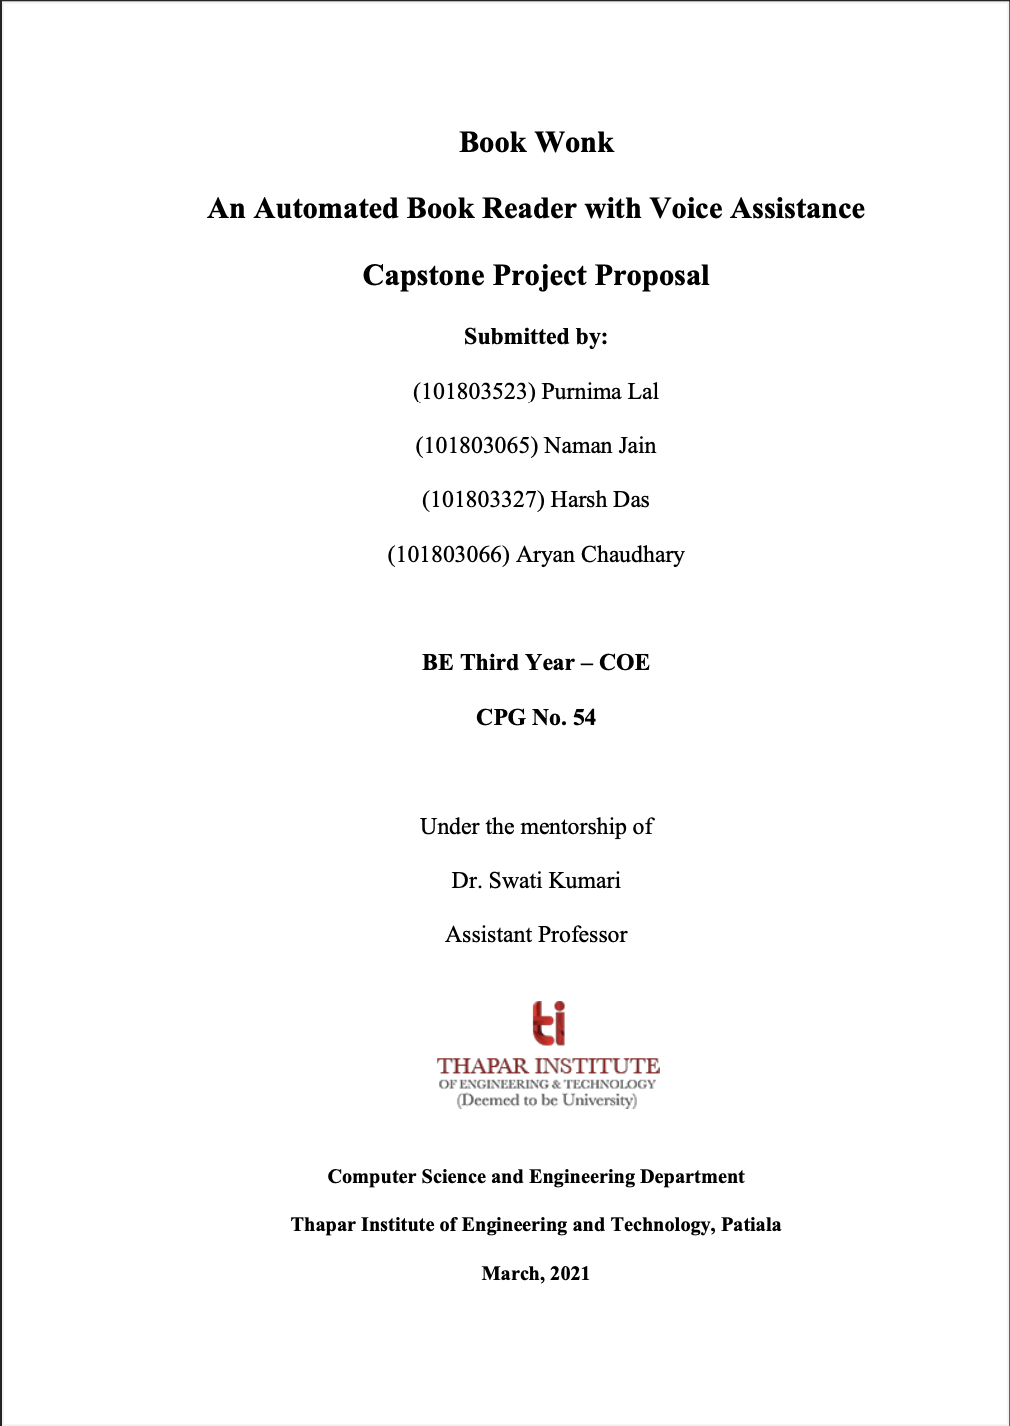 Book Wonk
An Automated Book Reader with Voice Assistance
Capstone Project Proposal
Submitted by:
(101803523) Purnima Lal
(101803065) Naman Jain
(101803327) Harsh Das
(101803066) Aryan Chaudhary
BE Third Year – COE
CPG No. 54
Under the mentorship of
Dr. Swati Kumari
Assistant Professor
ti
THAPAR INSTITUTE
OF ENGINEERING & TECHNOLOGY
(Deemed to be University)
Computer Science and Engineering Department
Thapar Institute of Engineering and Technology, Patiala
March, 2021